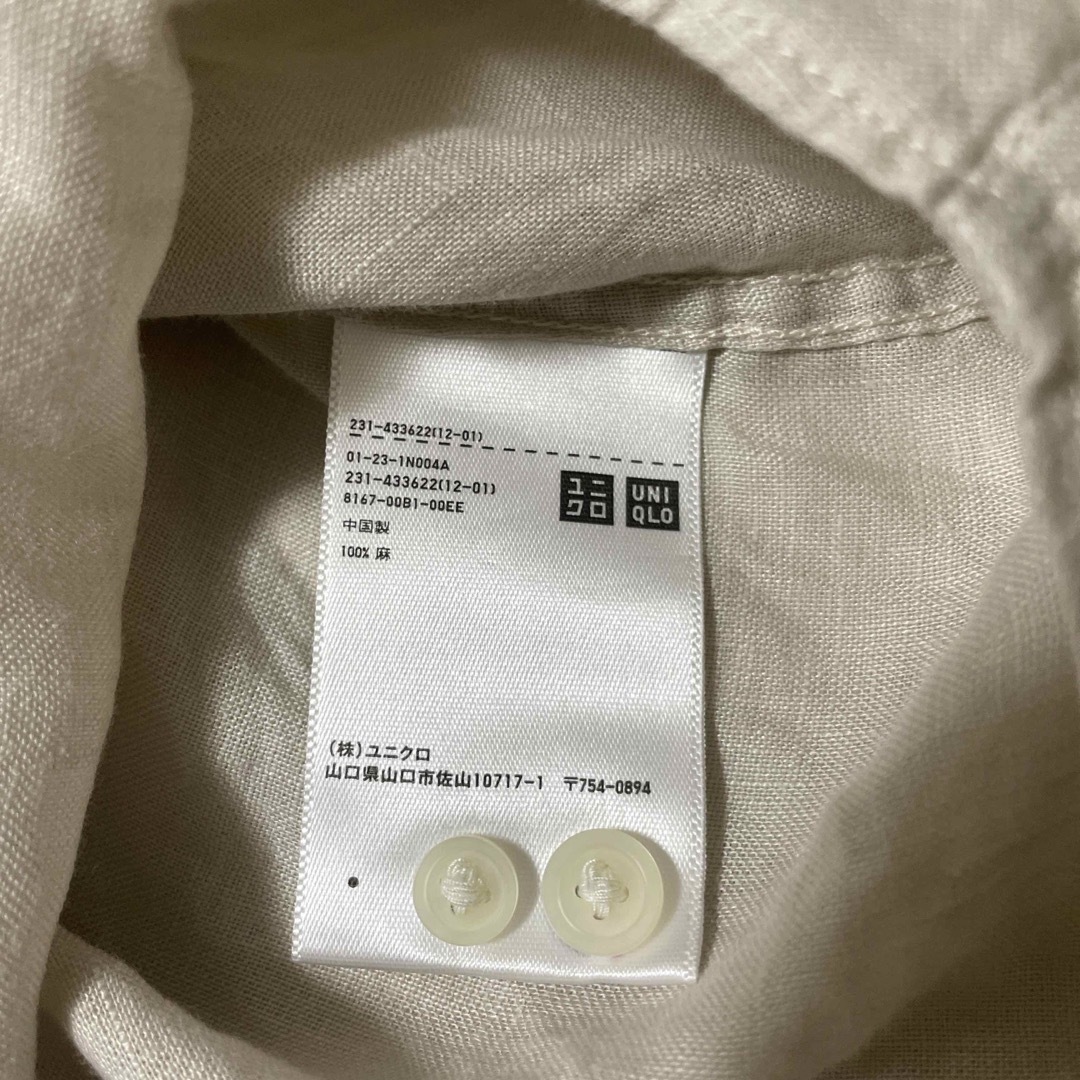 231-433622(12-01)
01-23-1N004A
231-433622(12-01)
8167-00B1-00EE
中国製
100% 麻
ユニ
クロ
UNI
QLO
(株)ユニクロ
山口県山口市佐山10717-1 〒754-0894